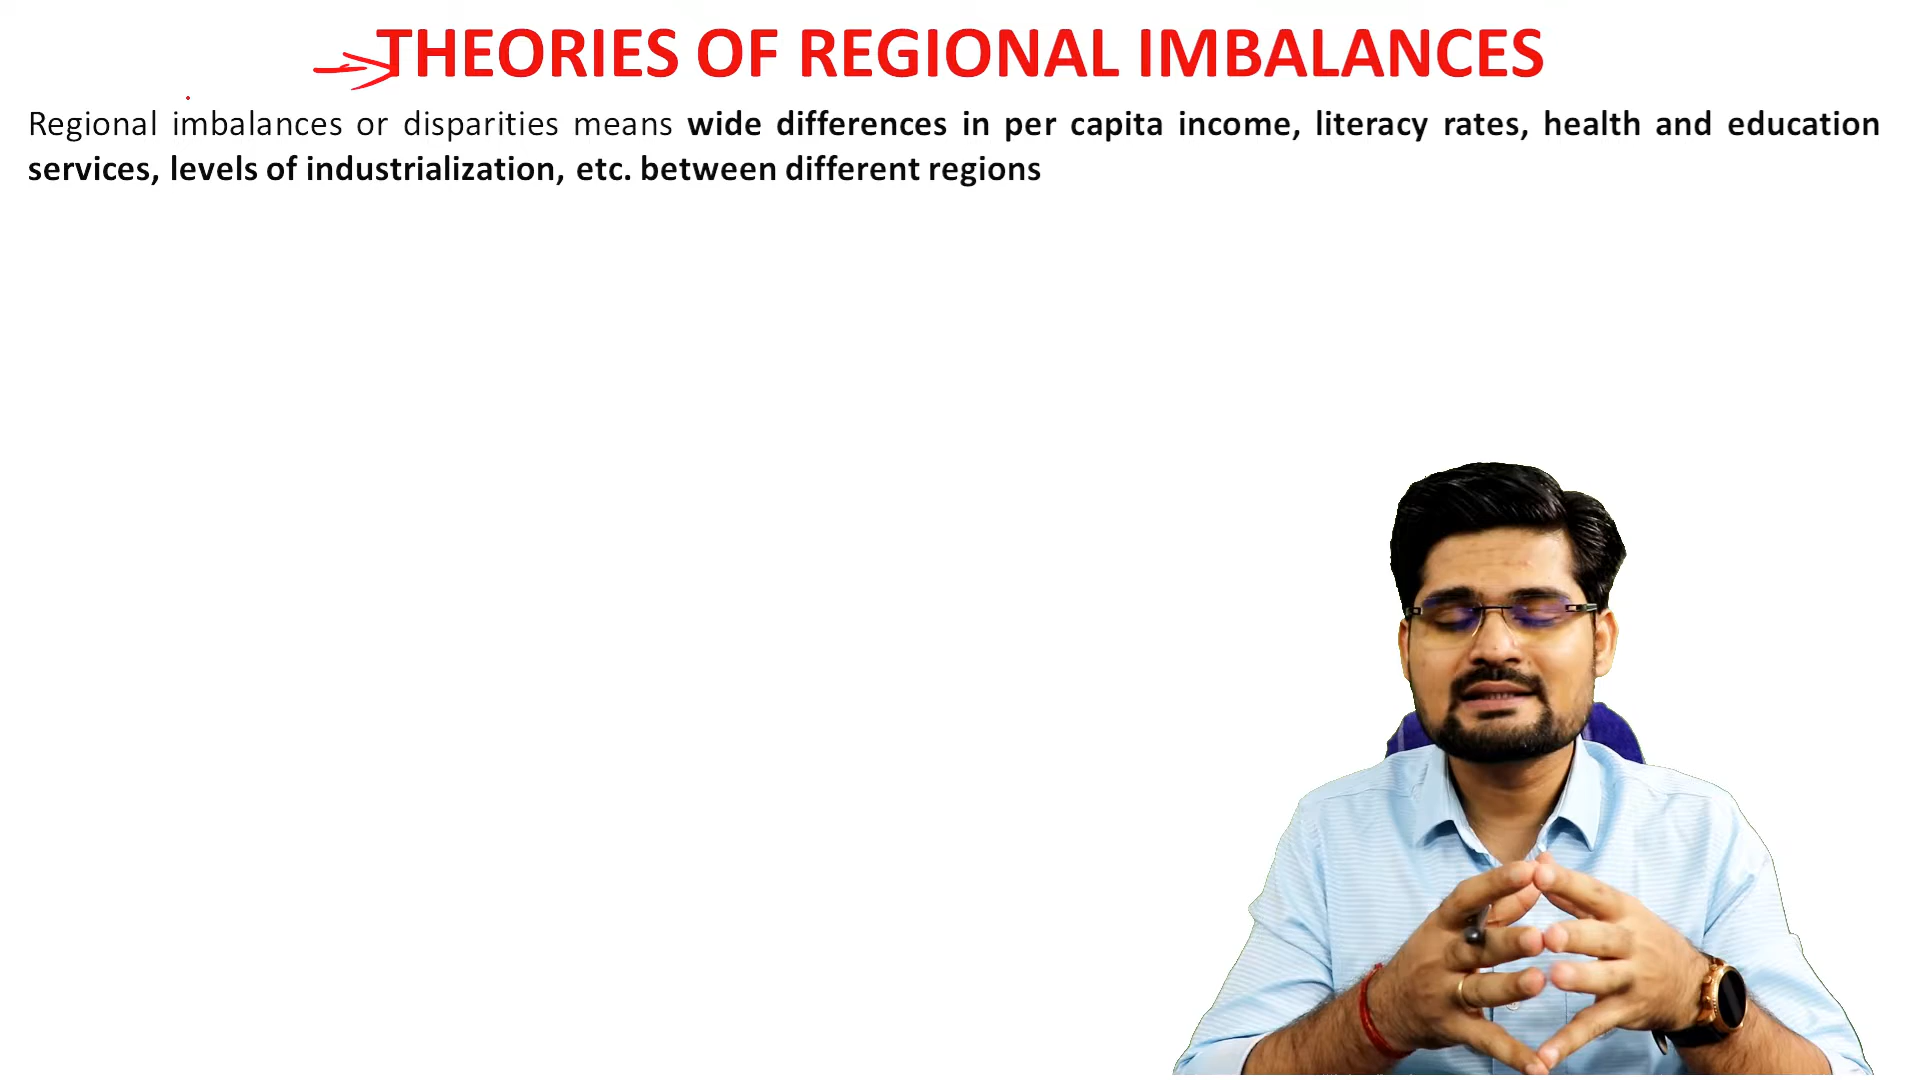 THEORIES OF REGIONAL IMBALANCES
Regional imbalances or disparities means wide differences in per capita income, literacy rates, health and education
services, levels of industrialization, etc. between different regions